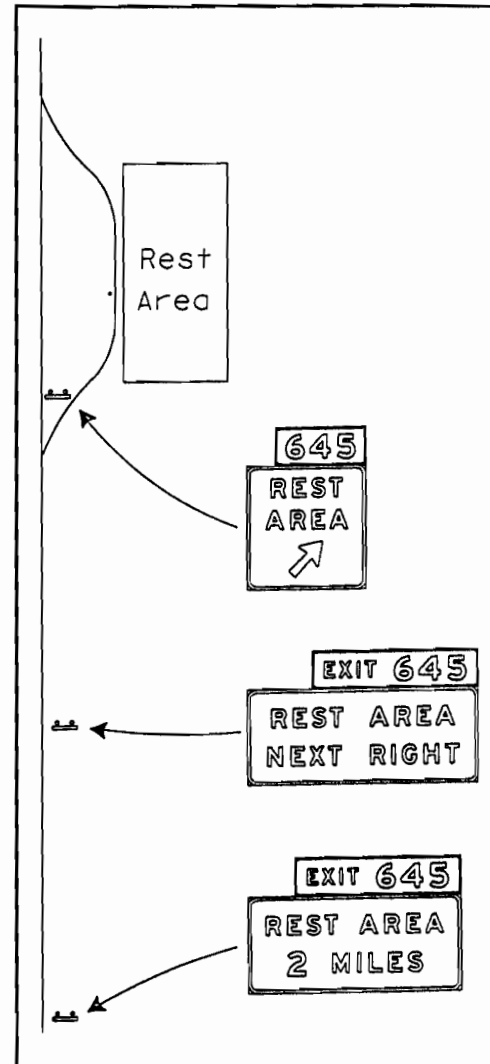 Rest
Area
645
REST
AREA
EXIT 645
REST AREA
NEXT RIGHT
EXIT 645
REST AREA
2 MILES